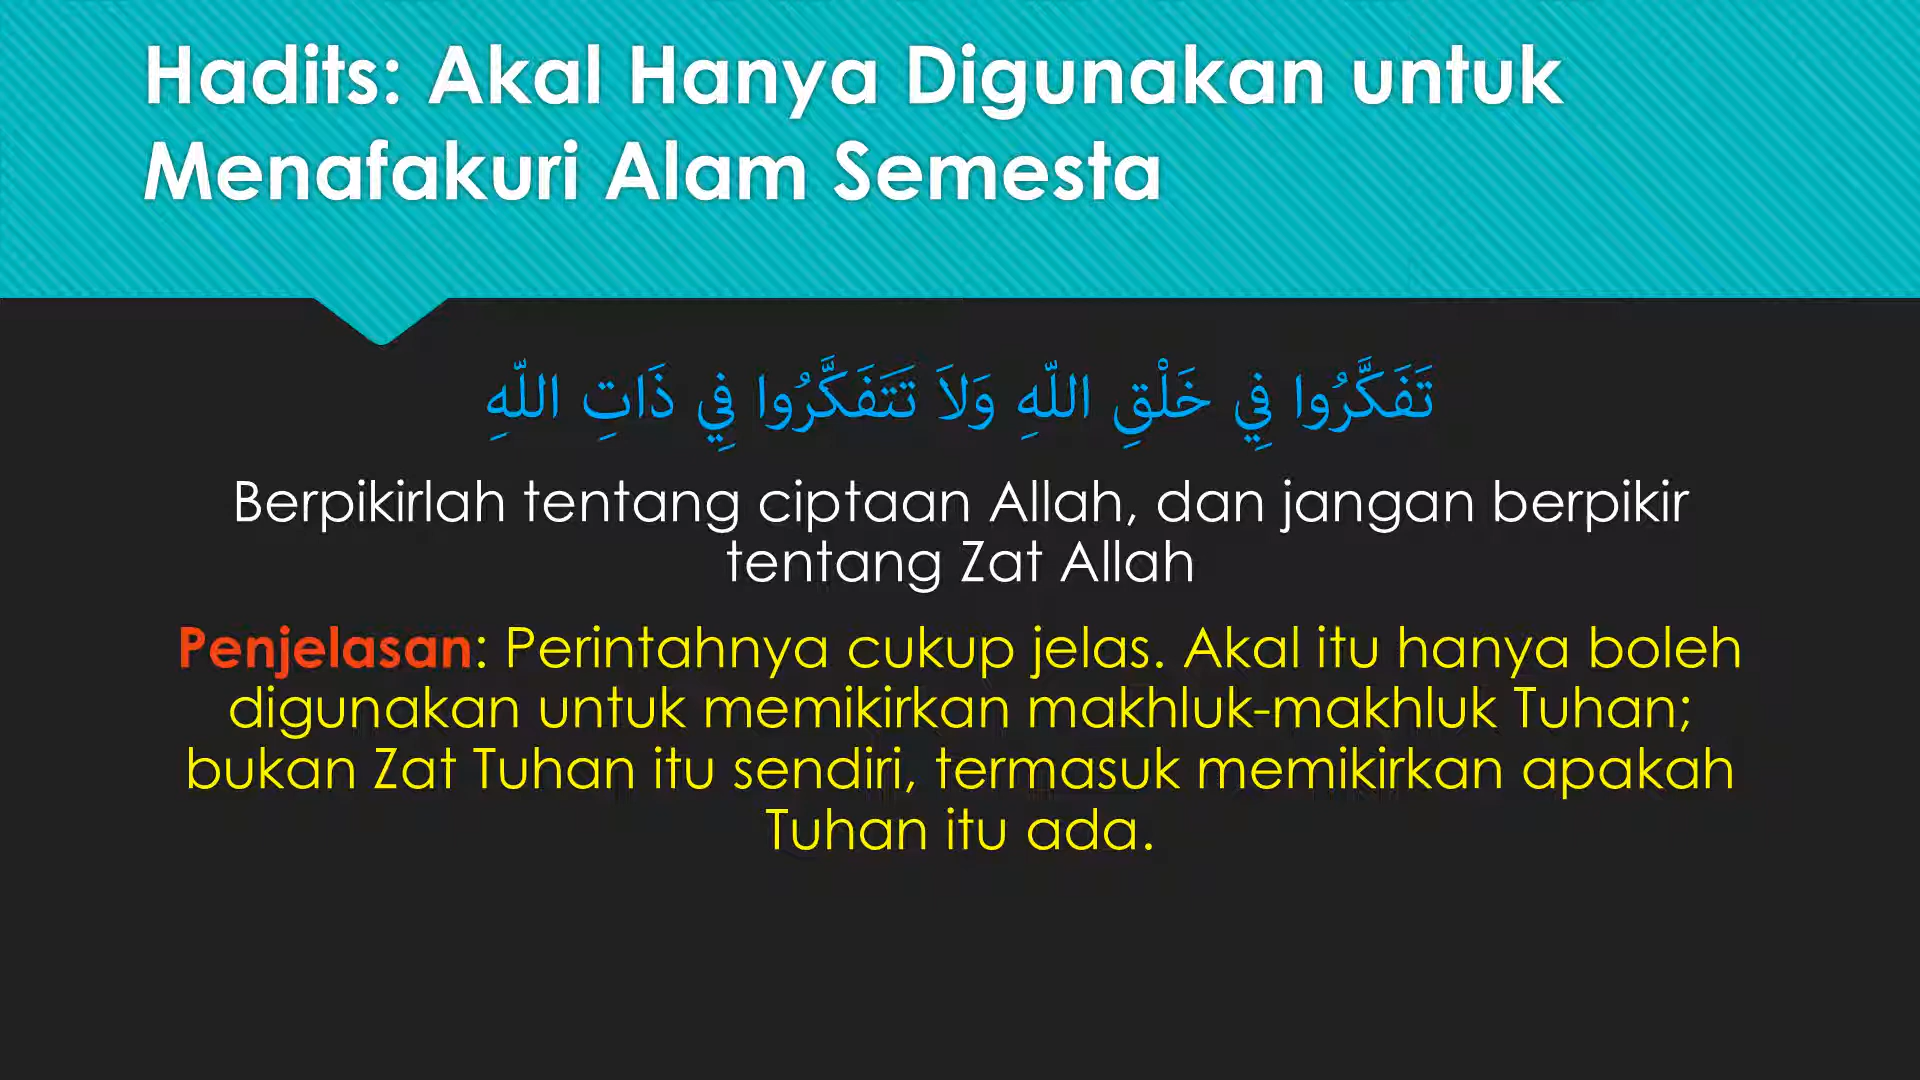 Hadits: Akal Hanya Digunakan untuk
Menafakuri Alam Semesta
تَفَكَّرُوا فِي خَلْقِ اللّهِ وَلاَ تَتَفَكَّرُوا فِي ذَاتِ اللّهِ
Berpikirlah tentang ciptaan Allah, dan jangan berpikir
tentang Zat Allah
Penjelasan: Perintahnya cukup jelas. Akal itu hanya boleh
digunakan untuk memikirkan makhluk-makhluk Tuhan;
bukan Zat Tuhan itu sendiri, termasuk memikirkan apakah
Tuhan itu ada.